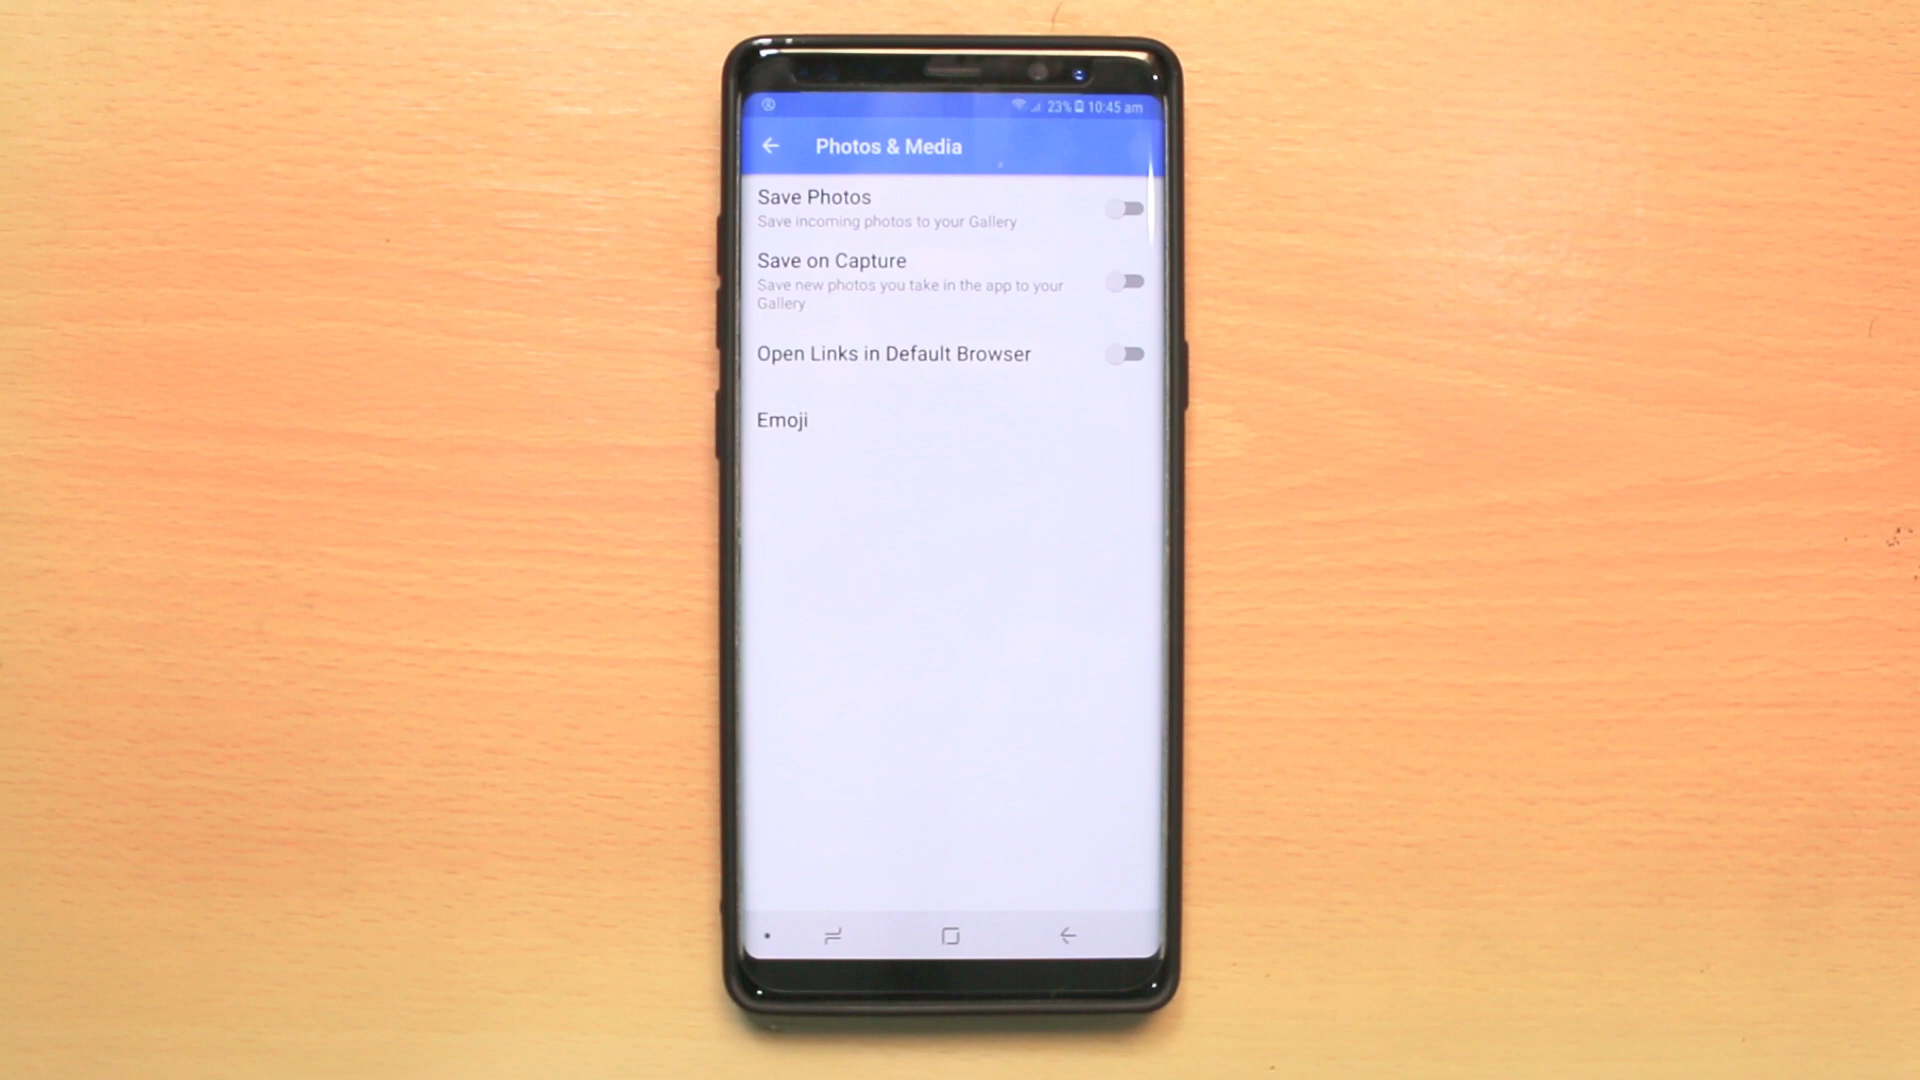 23% 10:45 am
Photos & Media
Save Photos
Save incoming photos to your Gallery
Save on Capture
Save new photos you take in the app to your
Gallery
Open Links in Default Browser
Emoji